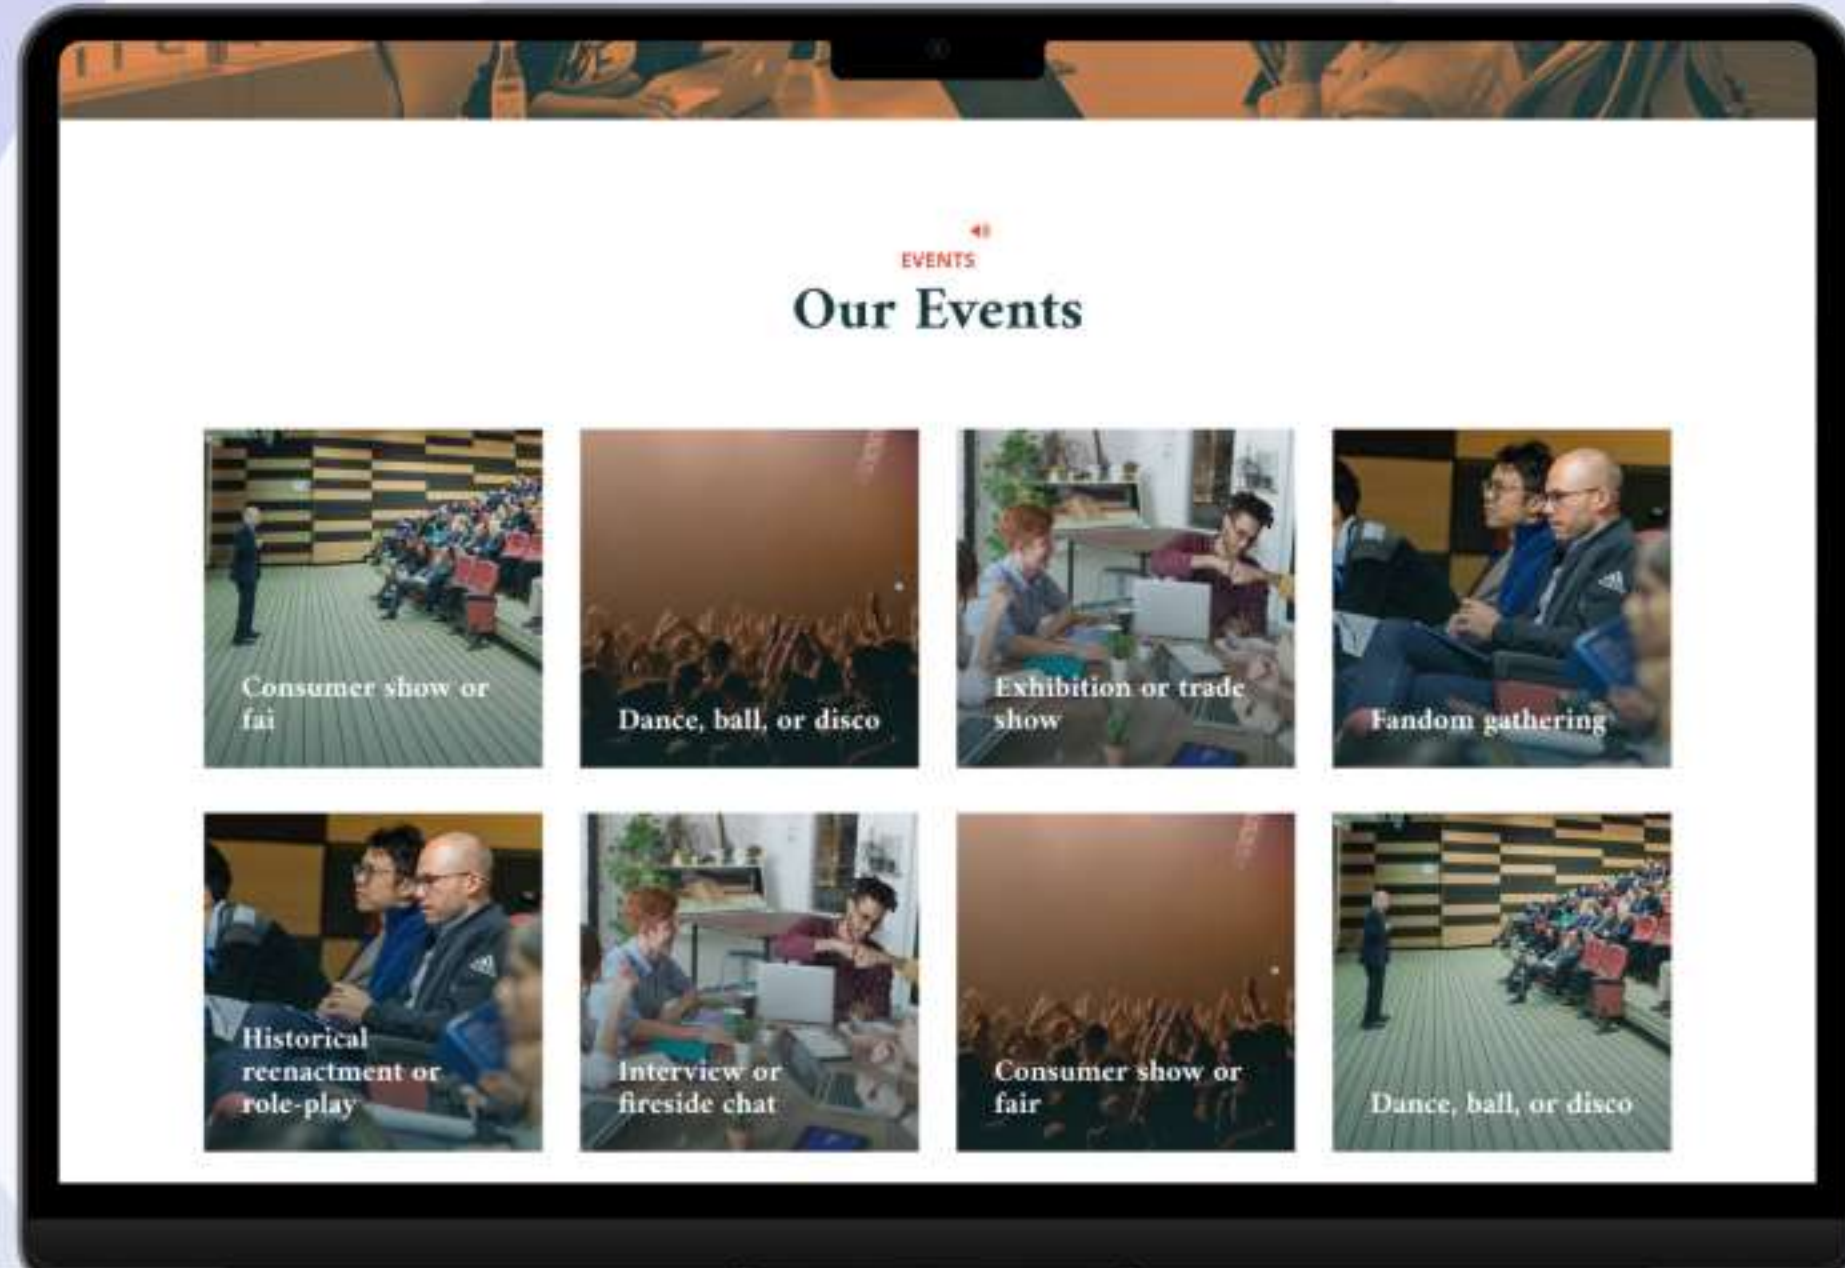 EVENTS
Our Events
Consumer show or
fai
Dance, ball, or disco
Exhibition or trade
show
Fandom gathering
Historical
reenactment or
role-play
Interview or
fireside chat
Consumer show or
fair
Dance, ball, or disco